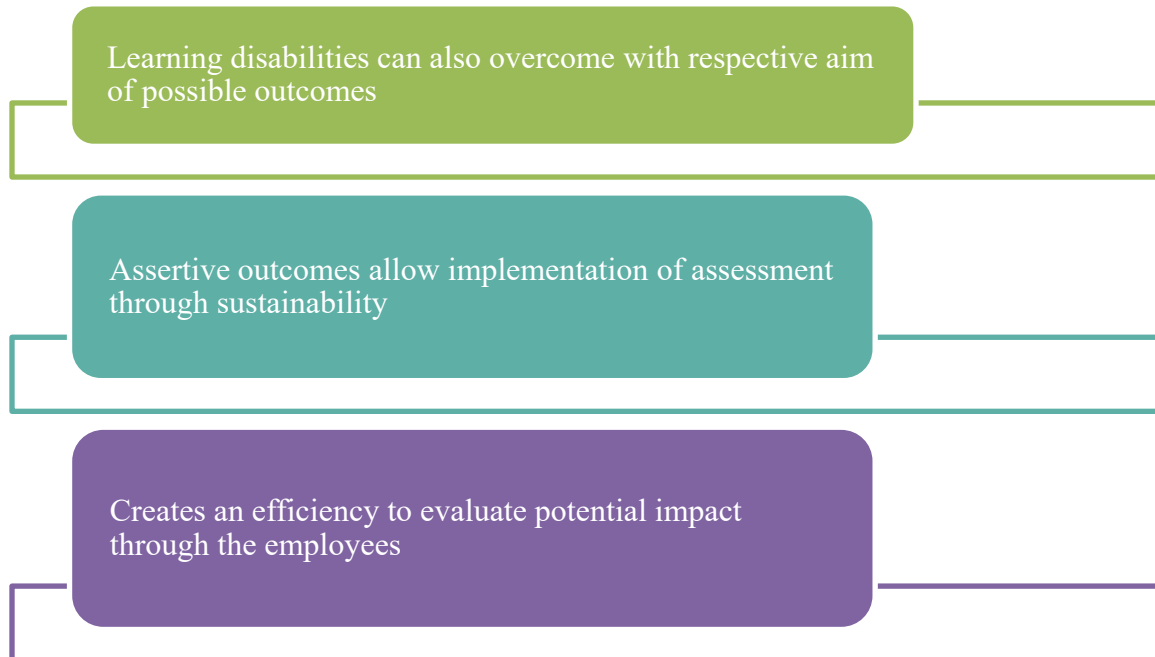 Learning disabilities can also overcome with respective aim
of possible outcomes
Assertive outcomes allow implementation of assessment
through sustainability
Creates an efficiency to evaluate potential impact
through the employees